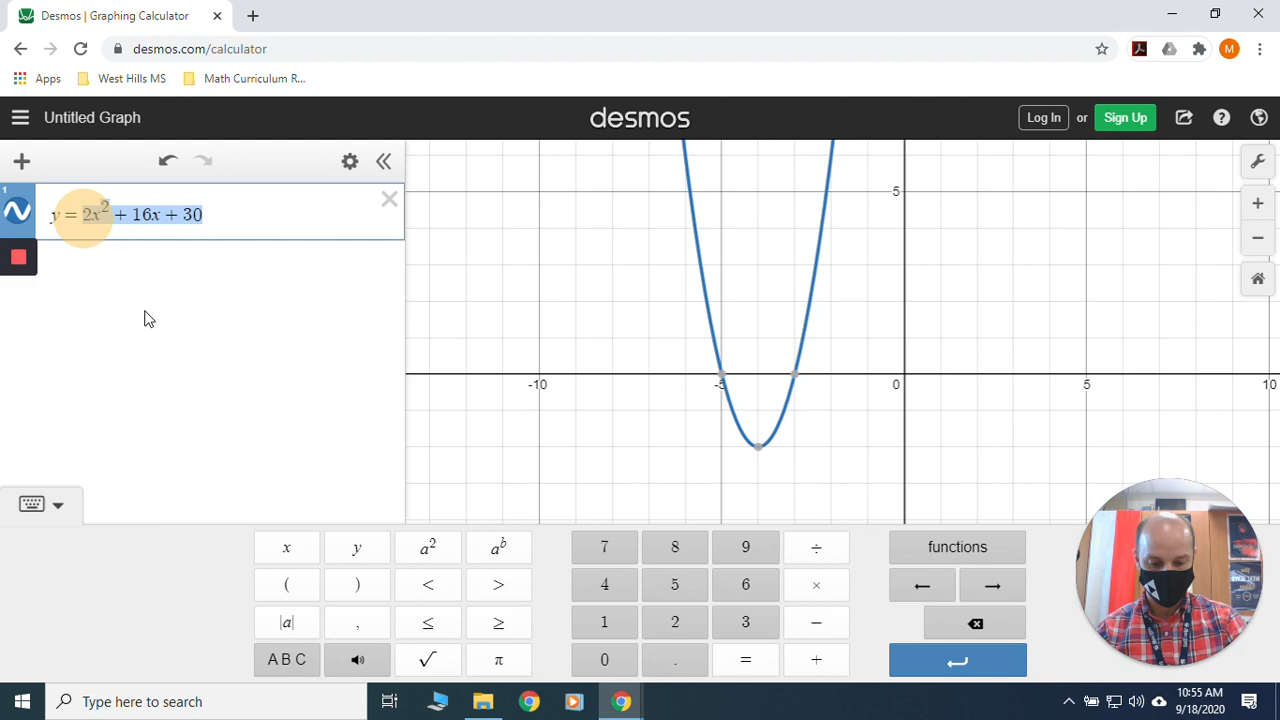 Desmos | Graphing Calculator
desmos.com/calculator
M
Apps West Hills MS Math Curriculum R...
Untitled Graph
desmos
Log In or Sign Up
1
y = 2x² + 16x + 30
5
-10 -5 0 5 10
x y a² aᵇ 7 8 9 ÷ functions
( ) < > 4 5 6 × ← →
|a| , ≤ ≥ 1 2 3 −
A B C √ π 0 . = +
Type here to search
10:55 AM
9/18/2020